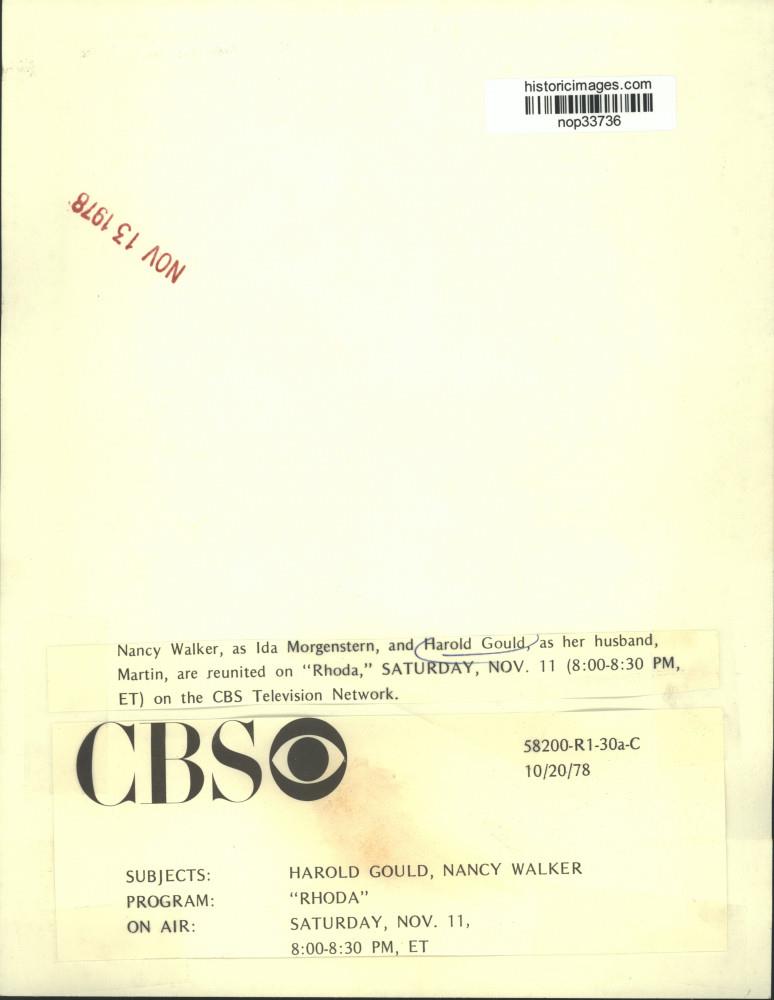 historicimages.com
nop33736
NOV 13 1978
Nancy Walker, as Ida Morgenstern, and Harold Gould, as her husband,
Martin, are reunited on “Rhoda,” SATURDAY, NOV. 11 (8:00-8:30 PM,
ET) on the CBS Television Network.
CBS
58200-R1-30a-C
10/20/78
SUBJECTS: HAROLD GOULD, NANCY WALKER
PROGRAM: “RHODA”
ON AIR: SATURDAY, NOV. 11,
8:00-8:30 PM, ET